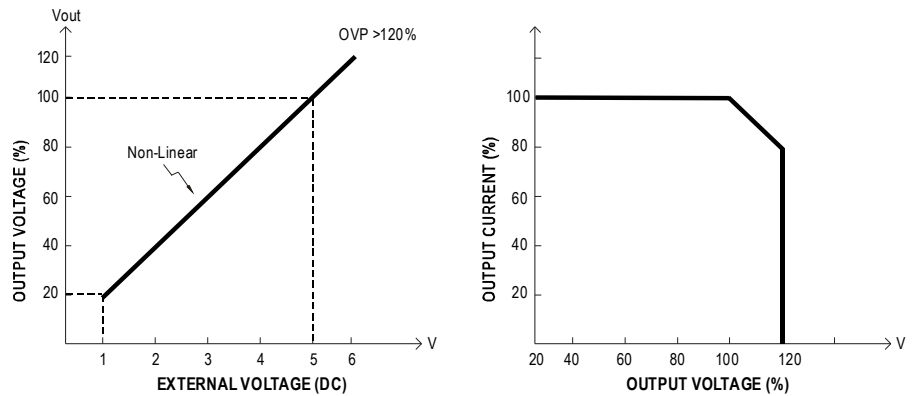 Vout
OVP >120%
120
100
80
60
40
20
Non-Linear
OUTPUT VOLTAGE (%)
1 2 3 4 5 6
V
EXTERNAL VOLTAGE (DC)
120
100
80
60
40
20
OUTPUT CURRENT (%)
20 40 60 80 100 120
V
OUTPUT VOLTAGE (%)